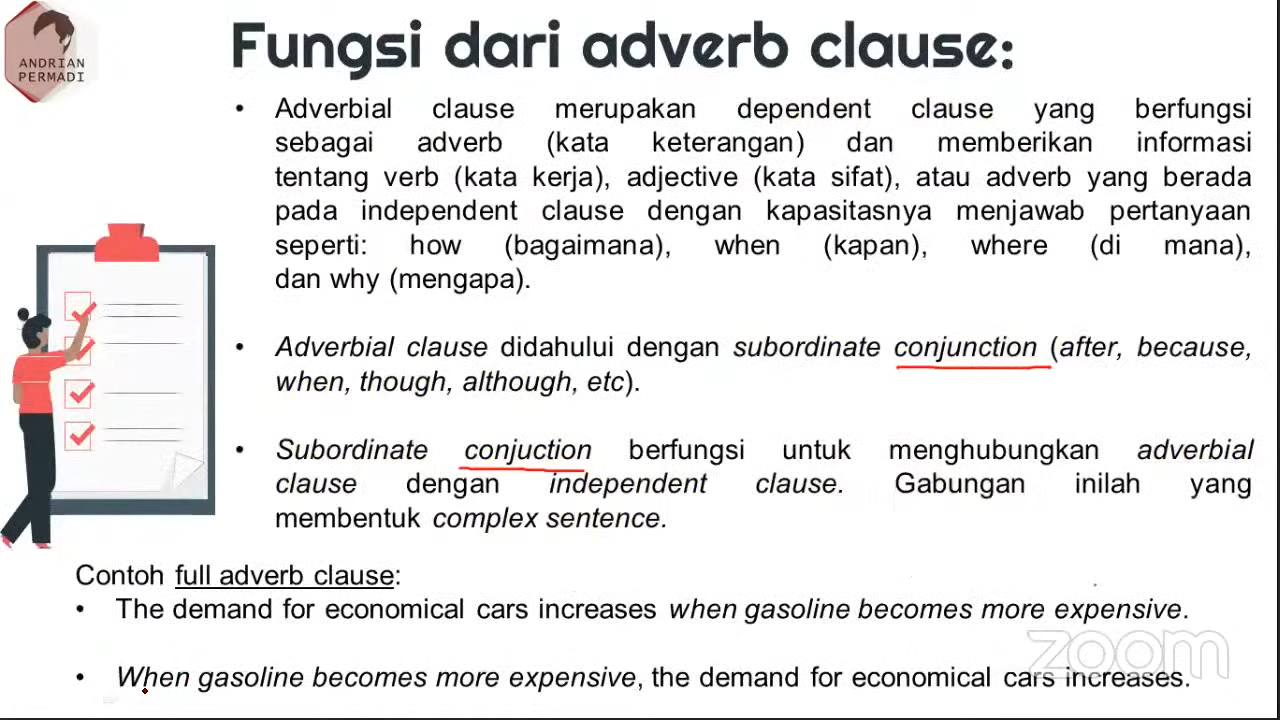 ANDRIAN
PERMADI
Fungsi dari adverb clause:
• Adverbial clause merupakan dependent clause yang berfungsi
sebagai adverb (kata keterangan) dan memberikan informasi
tentang verb (kata kerja), adjective (kata sifat), atau adverb yang berada
pada independent clause dengan kapasitasnya menjawab pertanyaan
seperti: how (bagaimana), when (kapan), where (di mana),
dan why (mengapa).
• Adverbial clause didahului dengan subordinate conjunction (after, because,
when, though, although, etc).
• Subordinate conjuction berfungsi untuk menghubungkan adverbial
clause dengan independent clause. Gabungan inilah yang
membentuk complex sentence.
Contoh full adverb clause:
• The demand for economical cars increases when gasoline becomes more expensive.
zoom
• When gasoline becomes more expensive, the demand for economical cars increases.